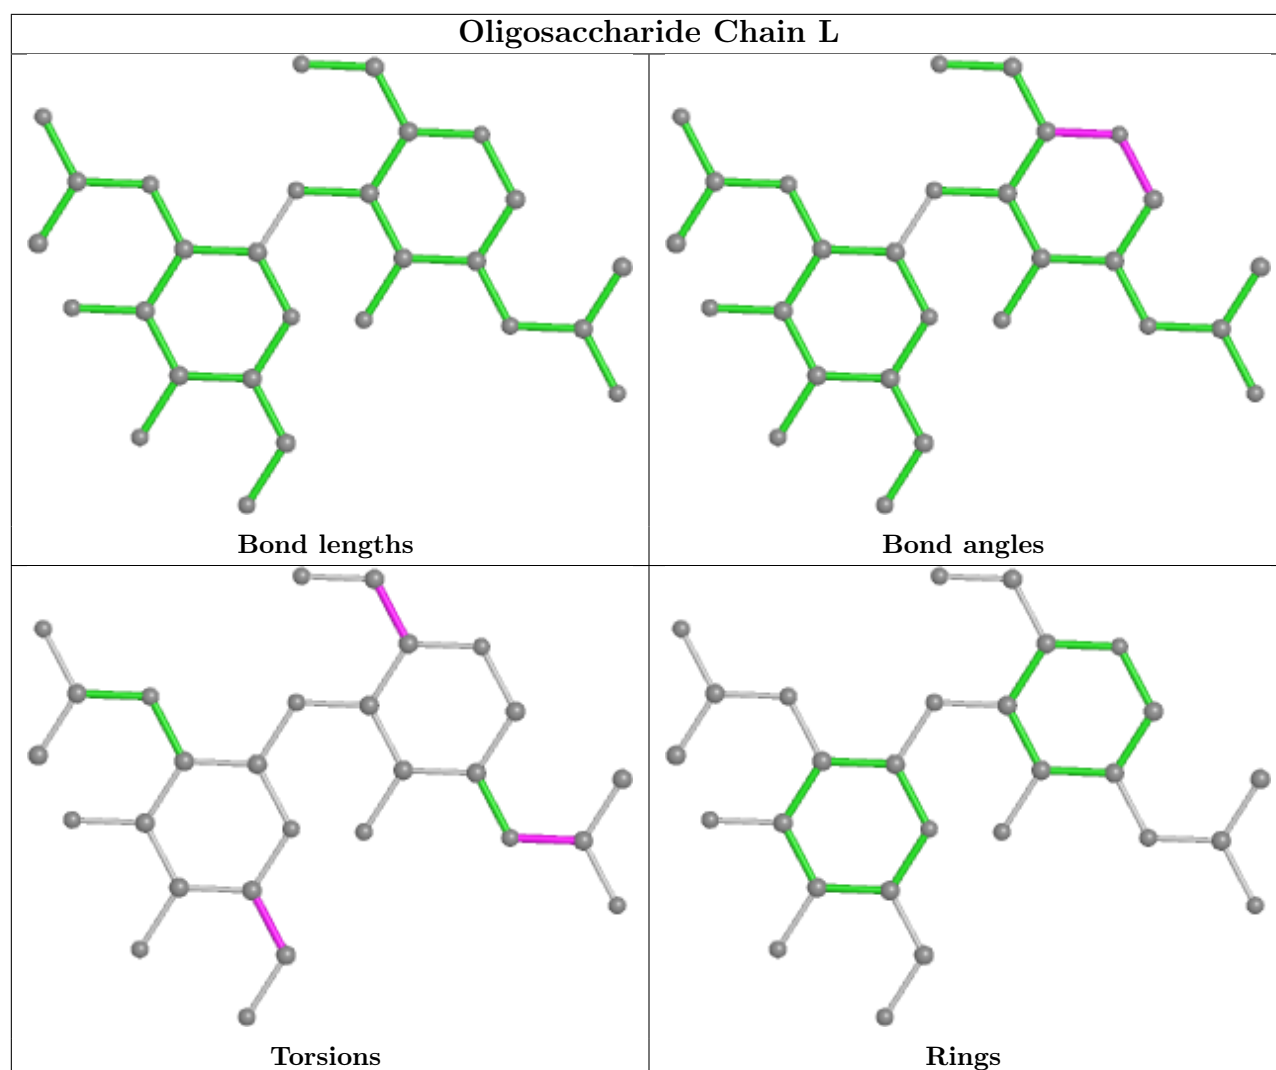 Oligosaccharide Chain L
Bond lengths
Bond angles
Torsions
Rings